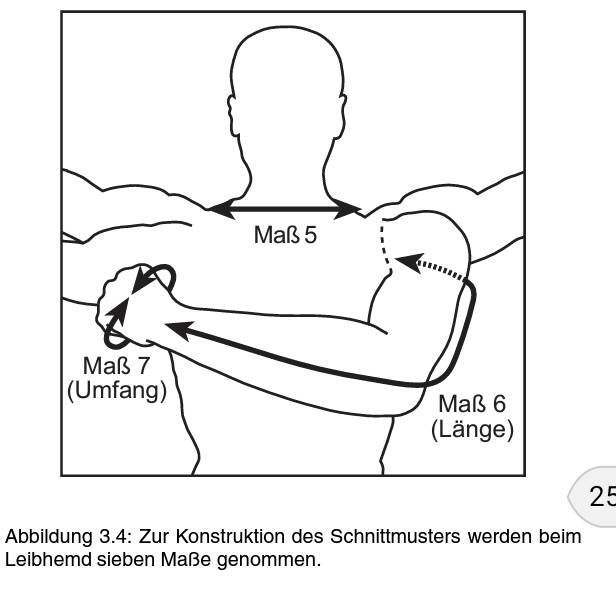 Maß 5
Maß 7
(Umfang)
Maß 6
(Länge)
25
Abbildung 3.4: Zur Konstruktion des Schnittmusters werden beim
Leibhemd sieben Maße genommen.